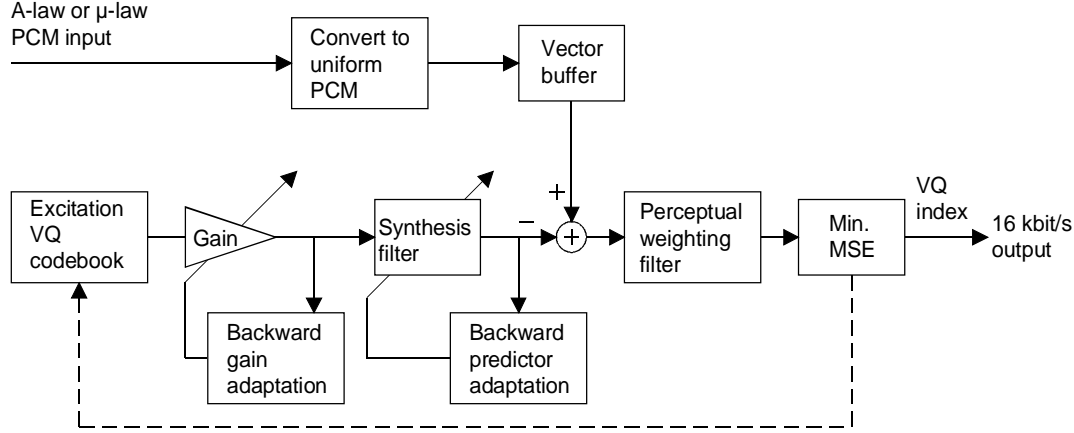 A-law or µ-law
PCM input
Convert to
uniform
PCM
Vector
buffer
+
–
+
Excitation
VQ
codebook
Gain
Synthesis
filter
Perceptual
weighting
filter
Min.
MSE
VQ
index
16 kbit/s
output
Backward
gain
adaptation
Backward
predictor
adaptation